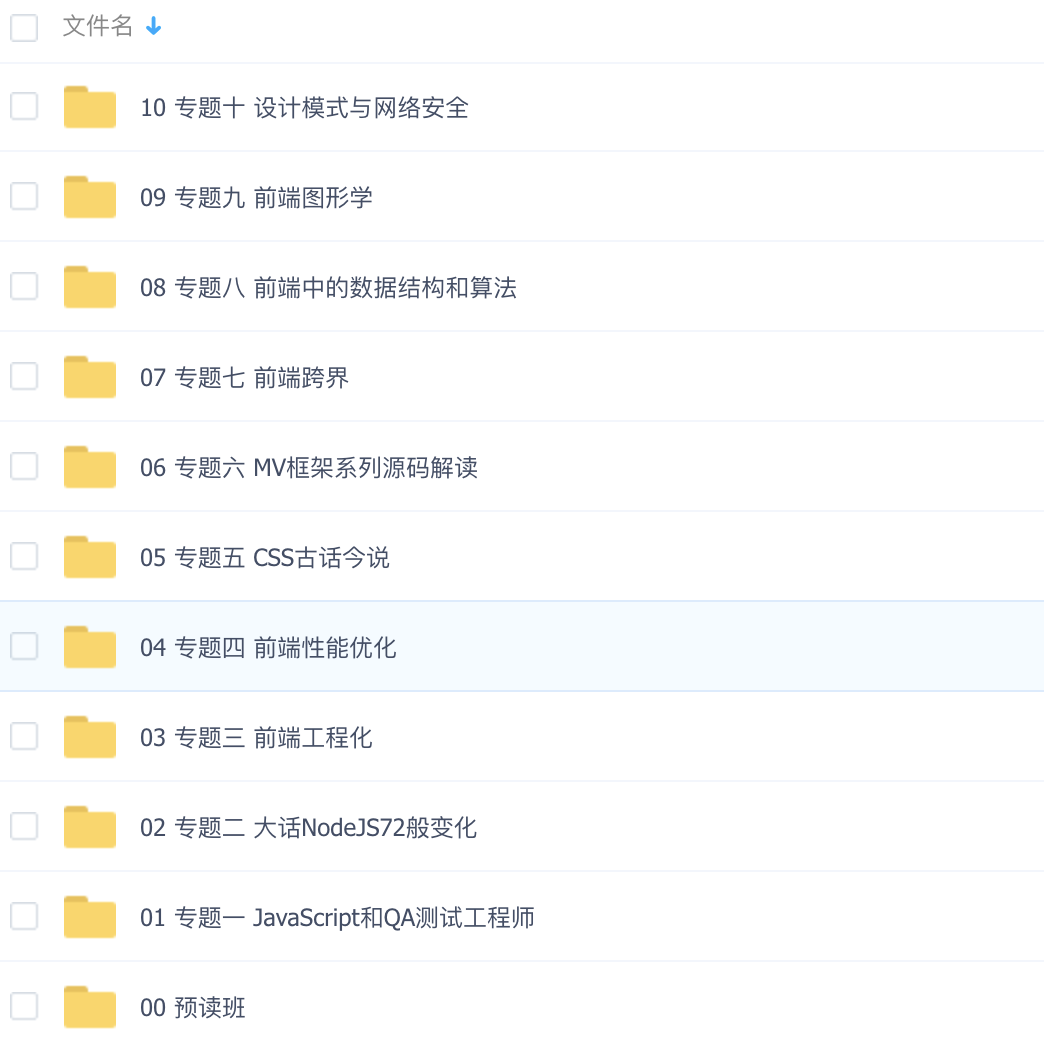 文件名
10 专题十 设计模式与网络安全
09 专题九 前端图形学
08 专题八 前端中的数据结构和算法
07 专题七 前端跨界
06 专题六 MV框架系列源码解读
05 专题五 CSS古话今说
04 专题四 前端性能优化
03 专题三 前端工程化
02 专题二 大话NodeJS72般变化
01 专题一 JavaScript和QA测试工程师
00 预读班